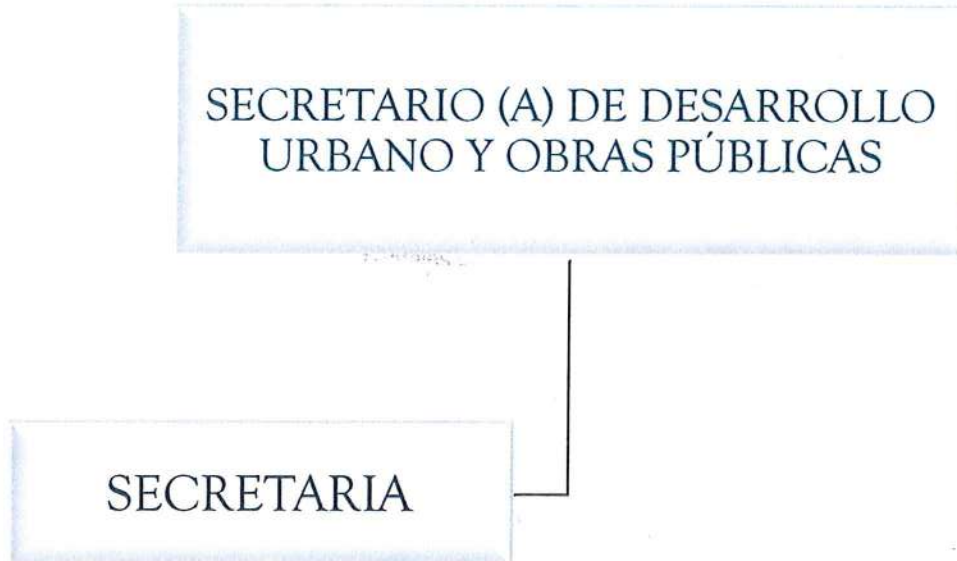 SECRETARIO (A) DE DESARROLLO
URBANO Y OBRAS PÚBLICAS
SECRETARIA